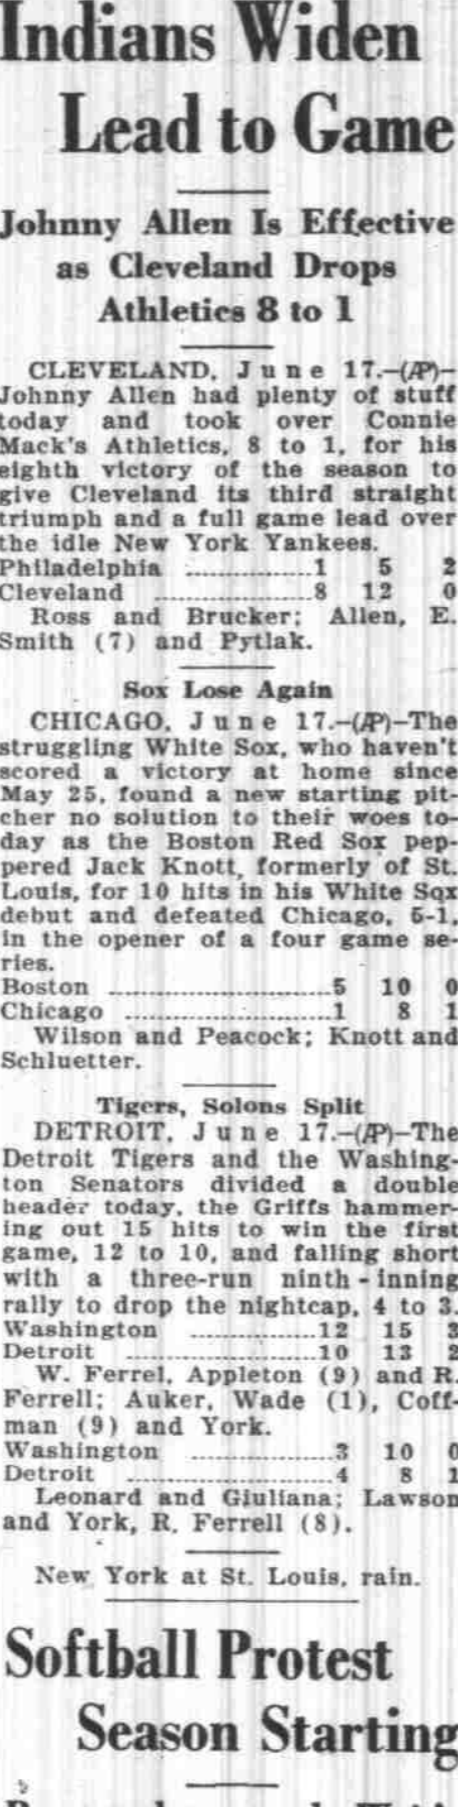 Indians Widen
Lead to Game
Johnny Allen Is Effective
as Cleveland Drops
Athletics 8 to 1
CLEVELAND, June 17.—(AP)—
Johnny Allen had plenty of stuff
today and took over Connie
Mack's Athletics, 8 to 1, for his
eighth victory of the season to
give Cleveland its third straight
triumph and a full game lead over
the idle New York Yankees.
Philadelphia ................1 5 2
Cleveland ....................8 12 0
Ross and Brucker; Allen, E.
Smith (7) and Pytlak.
Sox Lose Again
CHICAGO, June 17.—(AP)—The
struggling White Sox, who haven't
scored a victory at home since
May 25, found a new starting pit-
cher no solution to their woes to-
day as the Boston Red Sox pep-
pered Jack Knott, formerly of St.
Louis, for 10 hits in his White Sox
debut and defeated Chicago, 5-1,
in the opener of a four game se-
ries.
Boston ............................5 10 0
Chicago ..........................1 8 1
Wilson and Peacock; Knott and
Schluetter.
Tigers, Solons Split
DETROIT, June 17.—(AP)—The
Detroit Tigers and the Washing-
ton Senators divided a double
header today, the Griffs hammer-
ing out 15 hits to win the first
game, 12 to 10, and falling short
with a three-run ninth-inning
rally to drop the nightcap, 4 to 3.
Washington ................12 15 3
Detroit ........................10 13 2
W. Ferrel, Appleton (9) and R.
Ferrell; Auker, Wade (1), Coff-
man (9) and York.
Washington ..................3 10 0
Detroit ..........................4 8 1
Leonard and Giuliana; Lawson
and York, R. Ferrell (8).
New York at St. Louis, rain.
Softball Protest
Season Starting